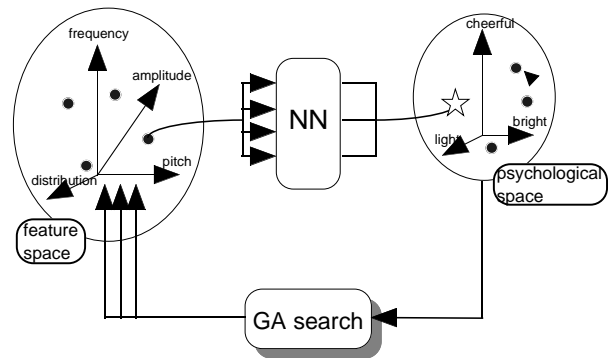 frequency
amplitude
pitch
distribution
feature
space
NN
cheerful
bright
light
psychological
space
GA search